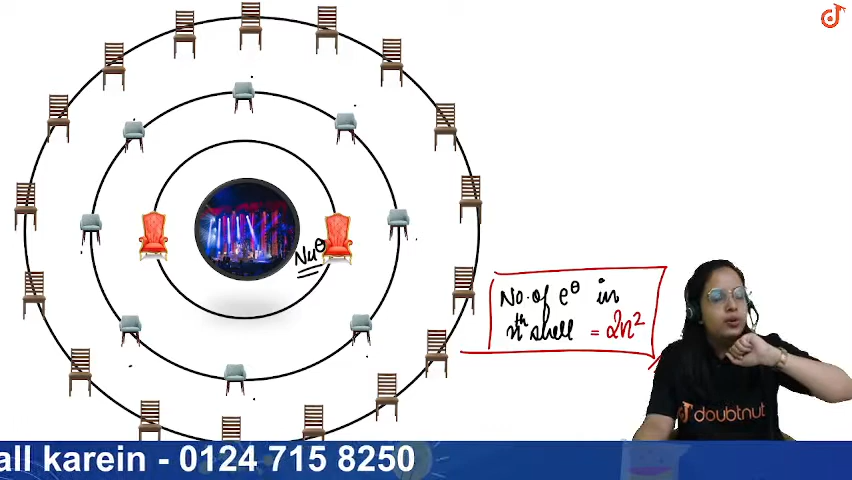 Nu⊖
No. of e⊖ in
nth shell = 2n²
doubtnut
all karein - 0124 715 8250